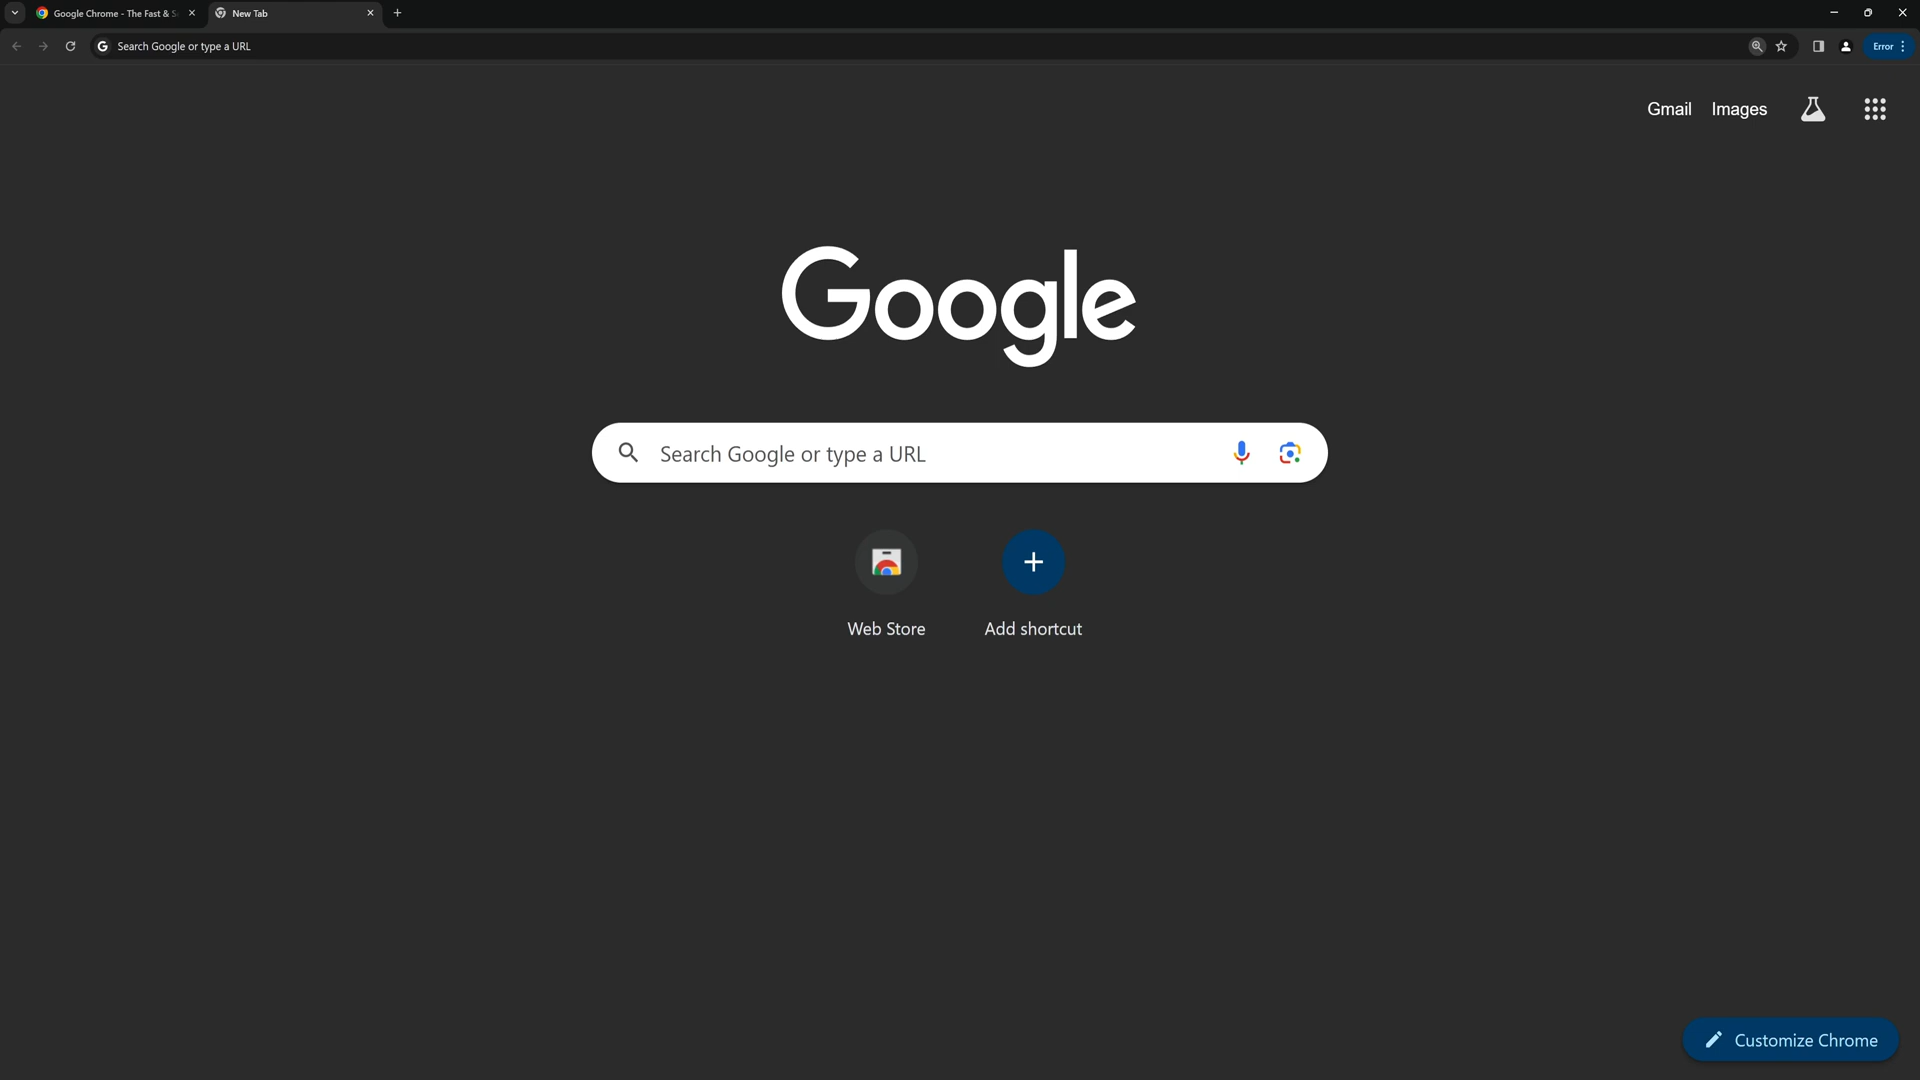 Google Chrome - The Fast & S
New Tab
Search Google or type a URL
Error
Gmail Images
Google
Search Google or type a URL
Web Store Add shortcut
Customize Chrome